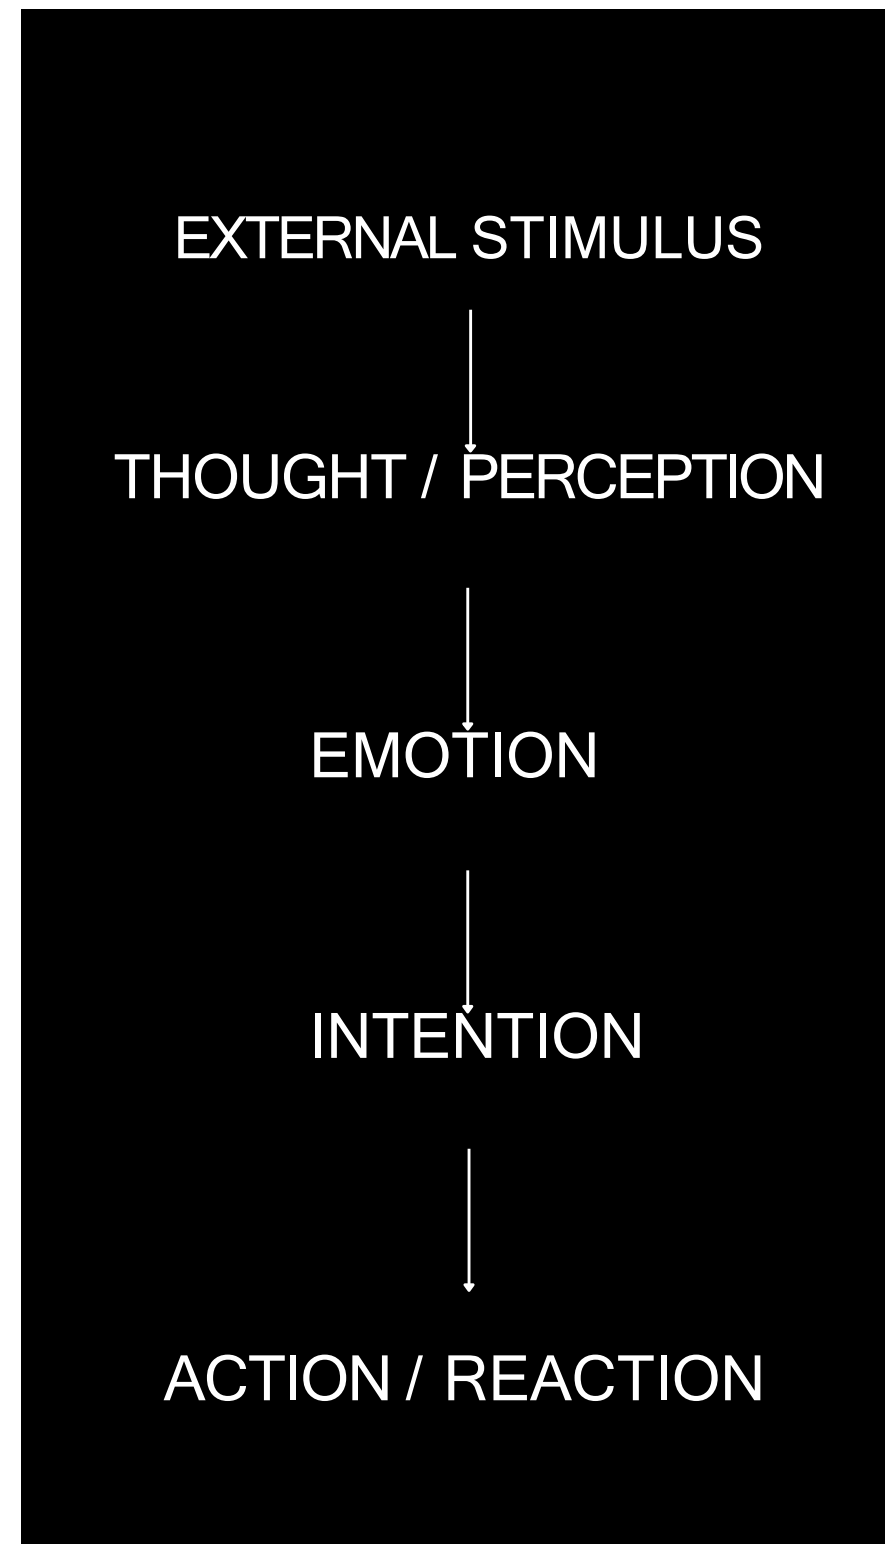 EXTERNAL STIMULUS
THOUGHT / PERCEPTION
EMOTION
INTENTION
ACTION / REACTION